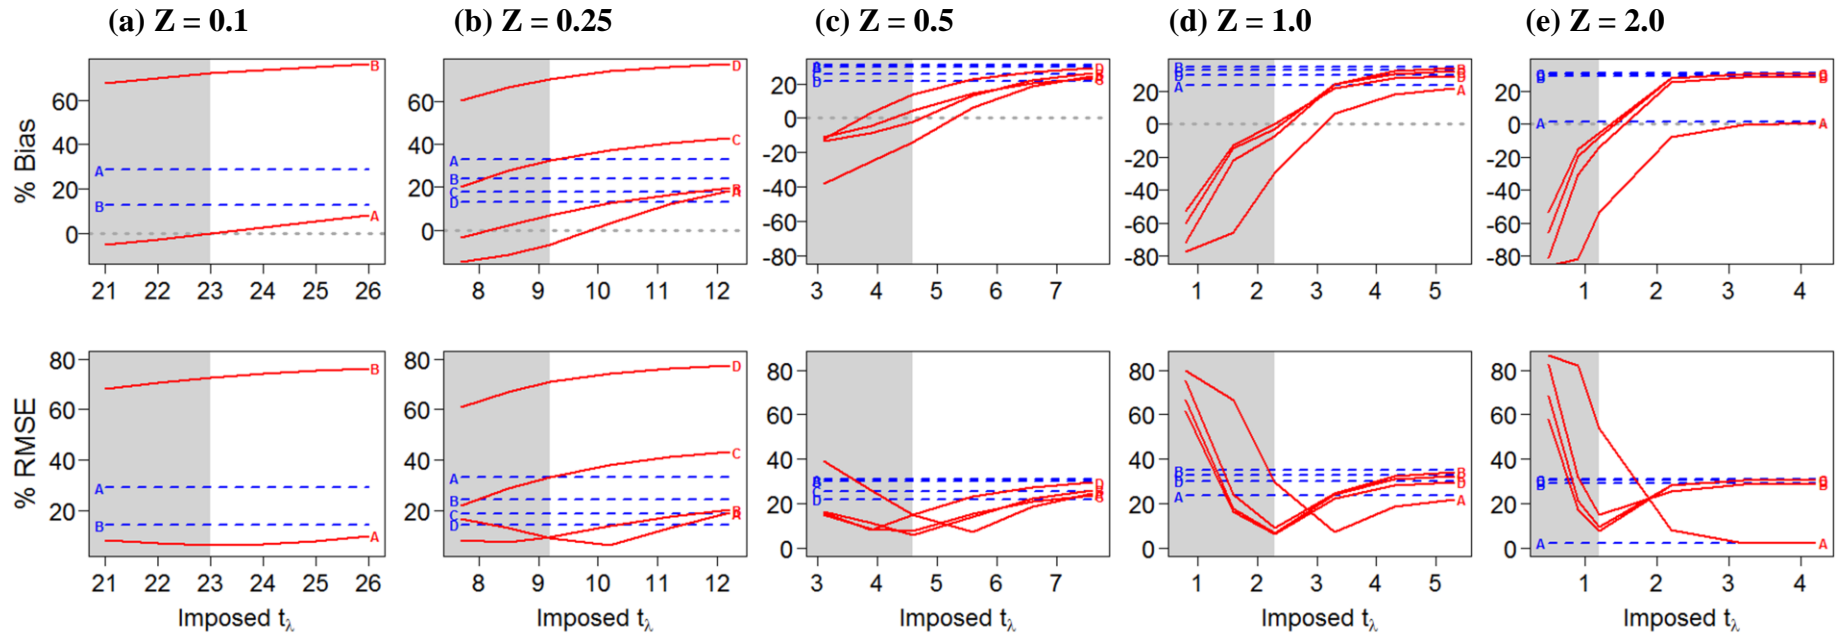 (a) Z = 0.1
(b) Z = 0.25
(c) Z = 0.5
(d) Z = 1.0
(e) Z = 2.0
% Bias
60
40
20
0
A
B
B
A
21 22 23 24 25 26
60
40
20
0
A
B
C
D
D
C
B
A
8 9 10 11 12
20
0
-20
-40
-60
-80
D
D
3 4 5 6 7
20
0
-20
-40
-60
-80
B
D
A
B
D
A
1 2 3 4 5
20
0
-20
-40
-60
-80
B
A
B
A
1 2 3 4
% RMSE
80
60
40
20
A
B
B
A
21 22 23 24 25 26
Imposed tλ
80
60
40
20
A
B
C
D
D
C
B
A
8 9 10 11 12
Imposed tλ
80
60
40
20
0
C
D
D
C
3 4 5 6 7
Imposed tλ
80
60
40
20
0
B
D
A
B
D
A
1 2 3 4 5
Imposed tλ
80
60
40
20
0
B
A
B
A
1 2 3 4
Imposed tλ